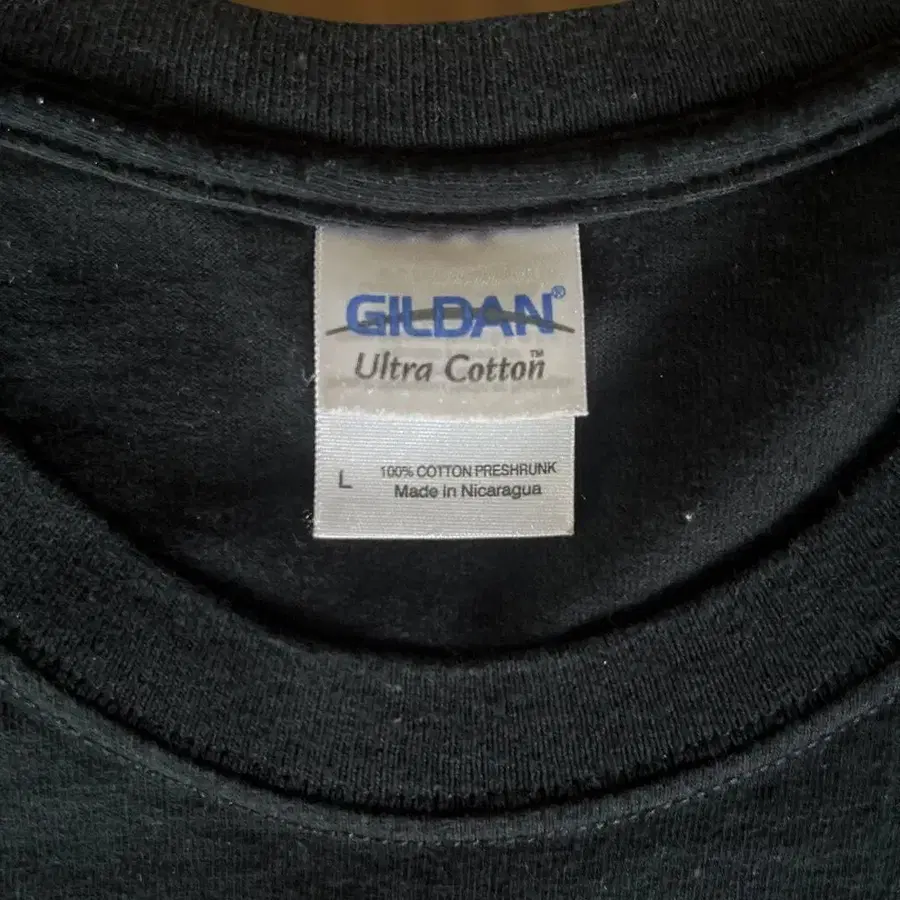 GILDAN®
Ultra Cotton™
L
100% COTTON PRESHRUNK
Made in Nicaragua